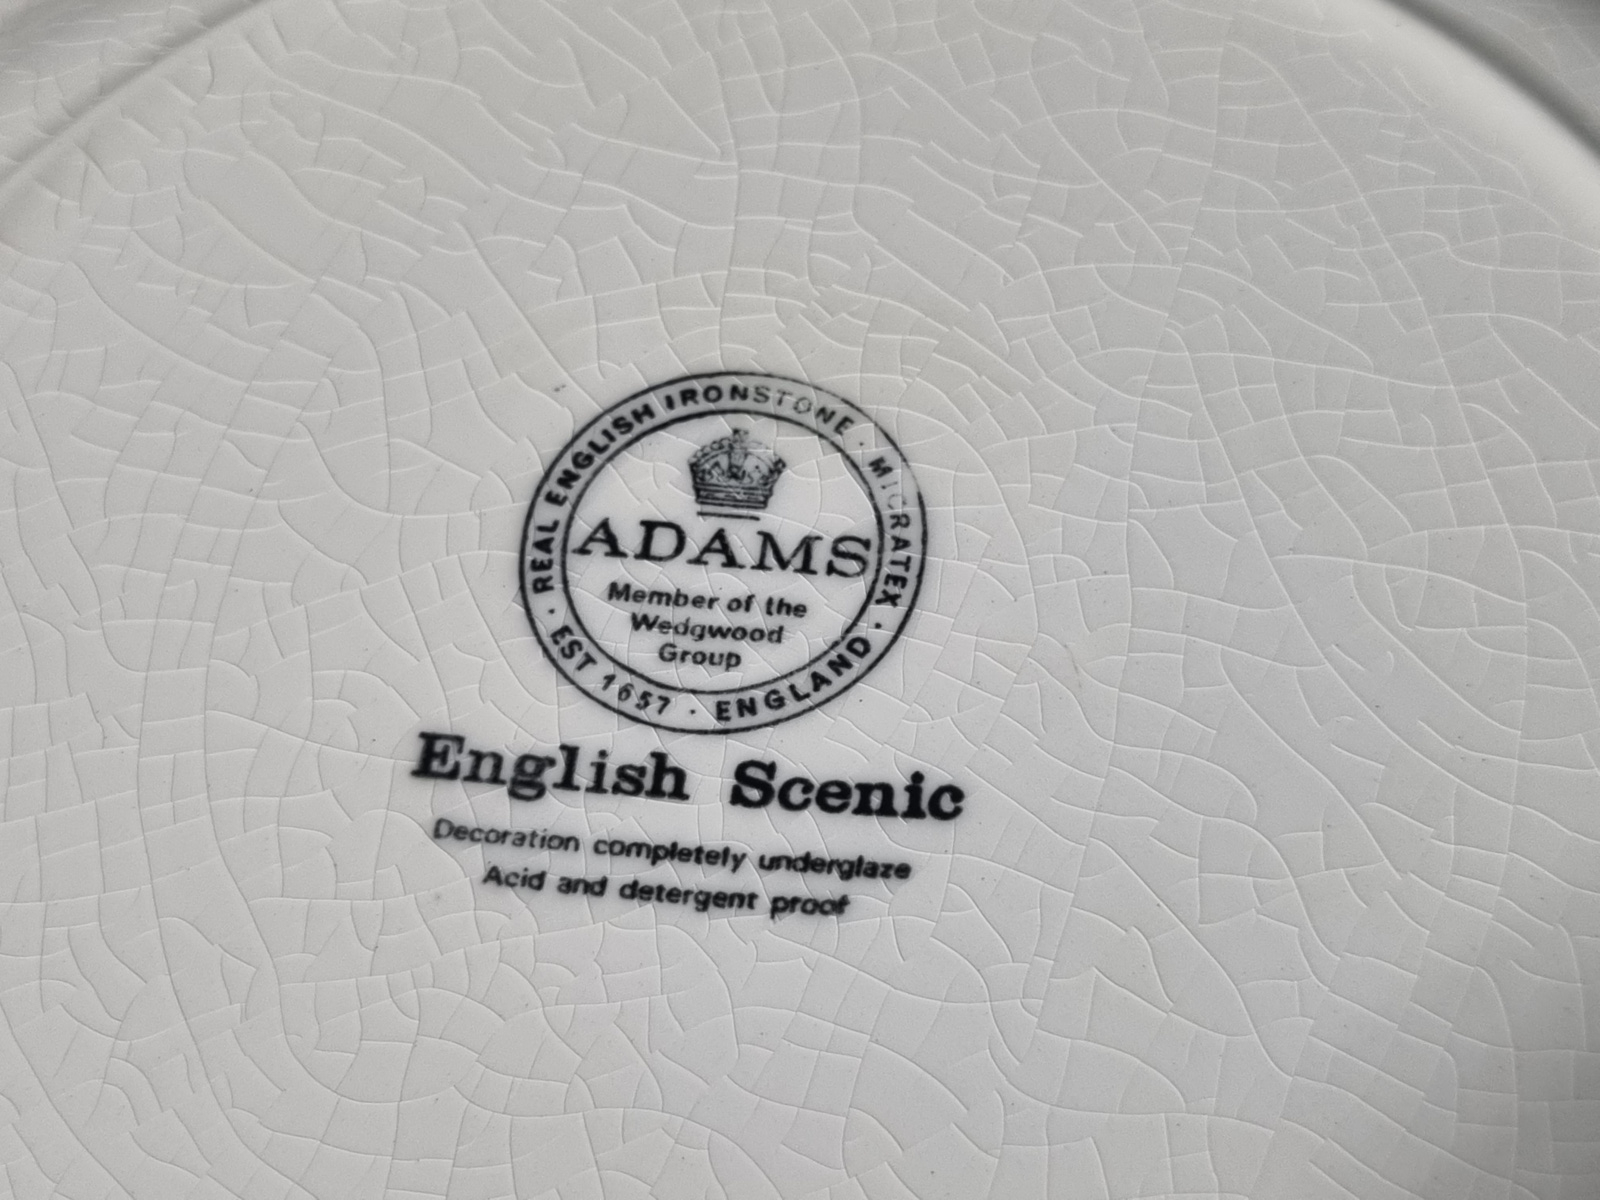 REAL ENGLISH IRONSTONE · MICRATEX ·
ADAMS
Member of the
Wedgwood
Group
· EST 1657 · ENGLAND
English Scenic
Decoration completely underglaze
Acid and detergent proof